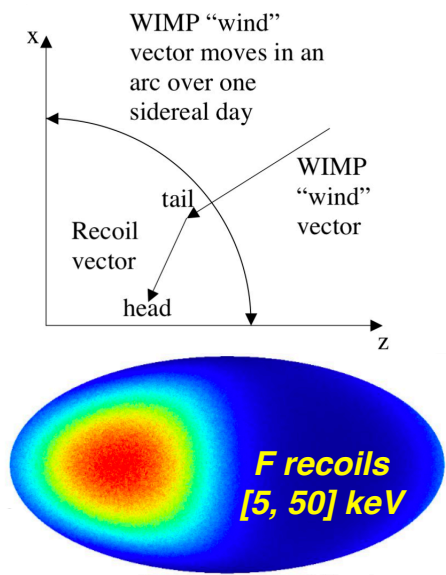 WIMP “wind”
vector moves in an
arc over one
sidereal day
x
WIMP
“wind”
vector
tail
Recoil
vector
head
z
F recoils
[5, 50] keV